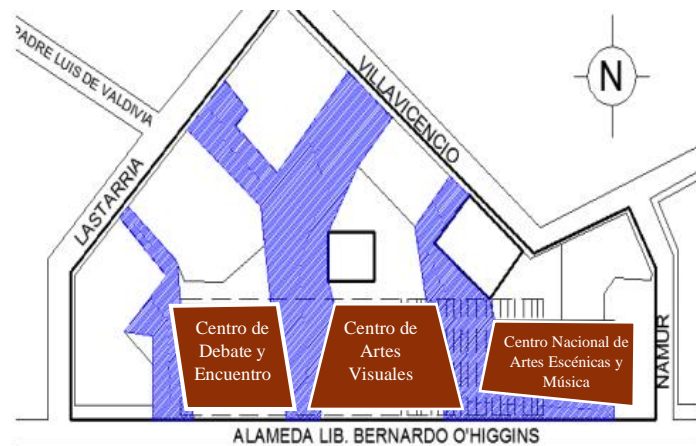 PADRE LUIS DE VALDIVIA
VILLAVICENCIO
N
LASTARRIA
Centro de
Debate y
Encuentro
Centro de
Artes
Visuales
Centro Nacional de
Artes Escénicas y
Música
NAMUR
ALAMEDA LIB. BERNARDO O'HIGGINS